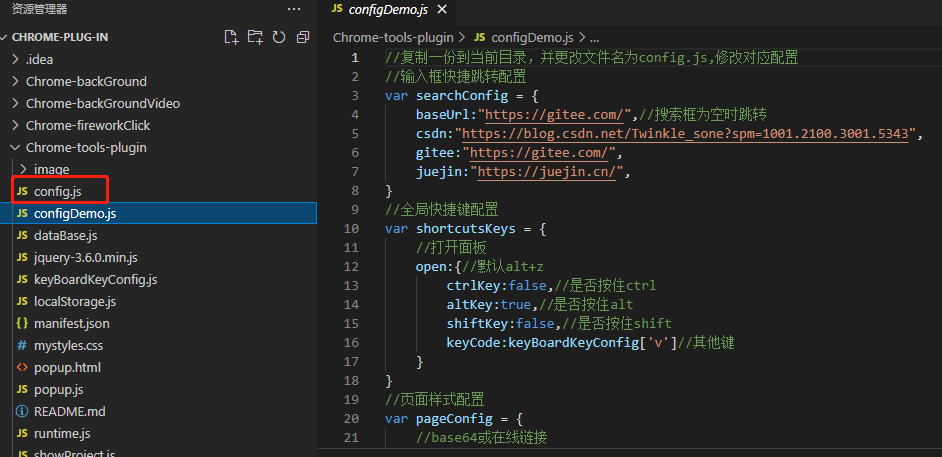 资源管理器
CHROME-PLUG-IN
.idea
Chrome-backGround
Chrome-backGroundVideo
Chrome-fireworkClick
Chrome-tools-plugin
image
JS config.js
JS configDemo.js
JS dataBase.js
JS jquery-3.6.0.min.js
JS keyBoardKeyConfig.js
JS localStorage.js
{} manifest.json
# mystyles.css
<> popup.html
JS popup.js
README.md
JS runtime.js
JS showProject.js
JS configDemo.js ×
Chrome-tools-plugin > JS configDemo.js > ...
1 //复制一份到当前目录，并更改文件名为config.js,修改对应配置
2 //输入框快捷跳转配置
3 var searchConfig = {
4 baseUrl:"https://gitee.com/",//搜索框为空时跳转
5 csdn:"https://blog.csdn.net/Twinkle_sone?spm=1001.2100.3001.5343",
6 gitee:"https://gitee.com/",
7 juejin:"https://juejin.cn/",
8 }
9 //全局快捷键配置
10 var shortcutsKeys = {
11 //打开面板
12 open:{//默认alt+z
13 ctrlKey:false,//是否按住ctrl
14 altKey:true,//是否按住alt
15 shiftKey:false,//是否按住shift
16 keyCode:keyBoardKeyConfig['v']//其他键
17 }
18 }
19 //页面样式配置
20 var pageConfig = {
21 //base64或在线链接